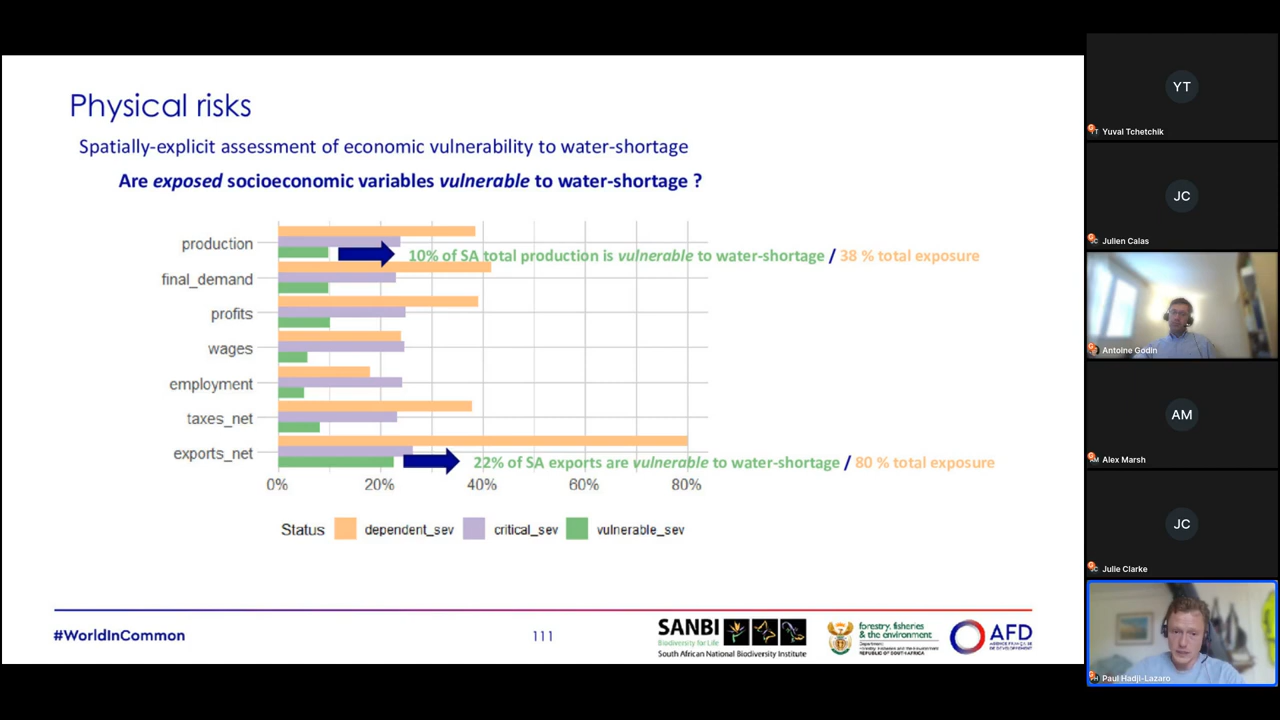 Physical risks
Spatially-explicit assessment of economic vulnerability to water-shortage
Are exposed socioeconomic variables vulnerable to water-shortage ?
production
10% of SA total production is vulnerable to water-shortage / 38 % total exposure
final_demand
profits
wages
employment
taxes_net
exports_net
22% of SA exports are vulnerable to water-shortage / 80 % total exposure
0% 20% 40% 60% 80%
Status dependent_sev critical_sev vulnerable_sev
#WorldInCommon
111
SANBI
Biodiversity for Life
South African National Biodiversity Institute
forestry, fisheries
& the environment
Department:
REPUBLIC OF SOUTH AFRICA
AFD
AGENCE FRANÇAISE
DE DÉVELOPPEMENT
YT
Yuval Tchetchik
JC
Julien Calas
Antoine Godin
AM
Alex Marsh
JC
Julie Clarke
Paul Hadji-Lazaro